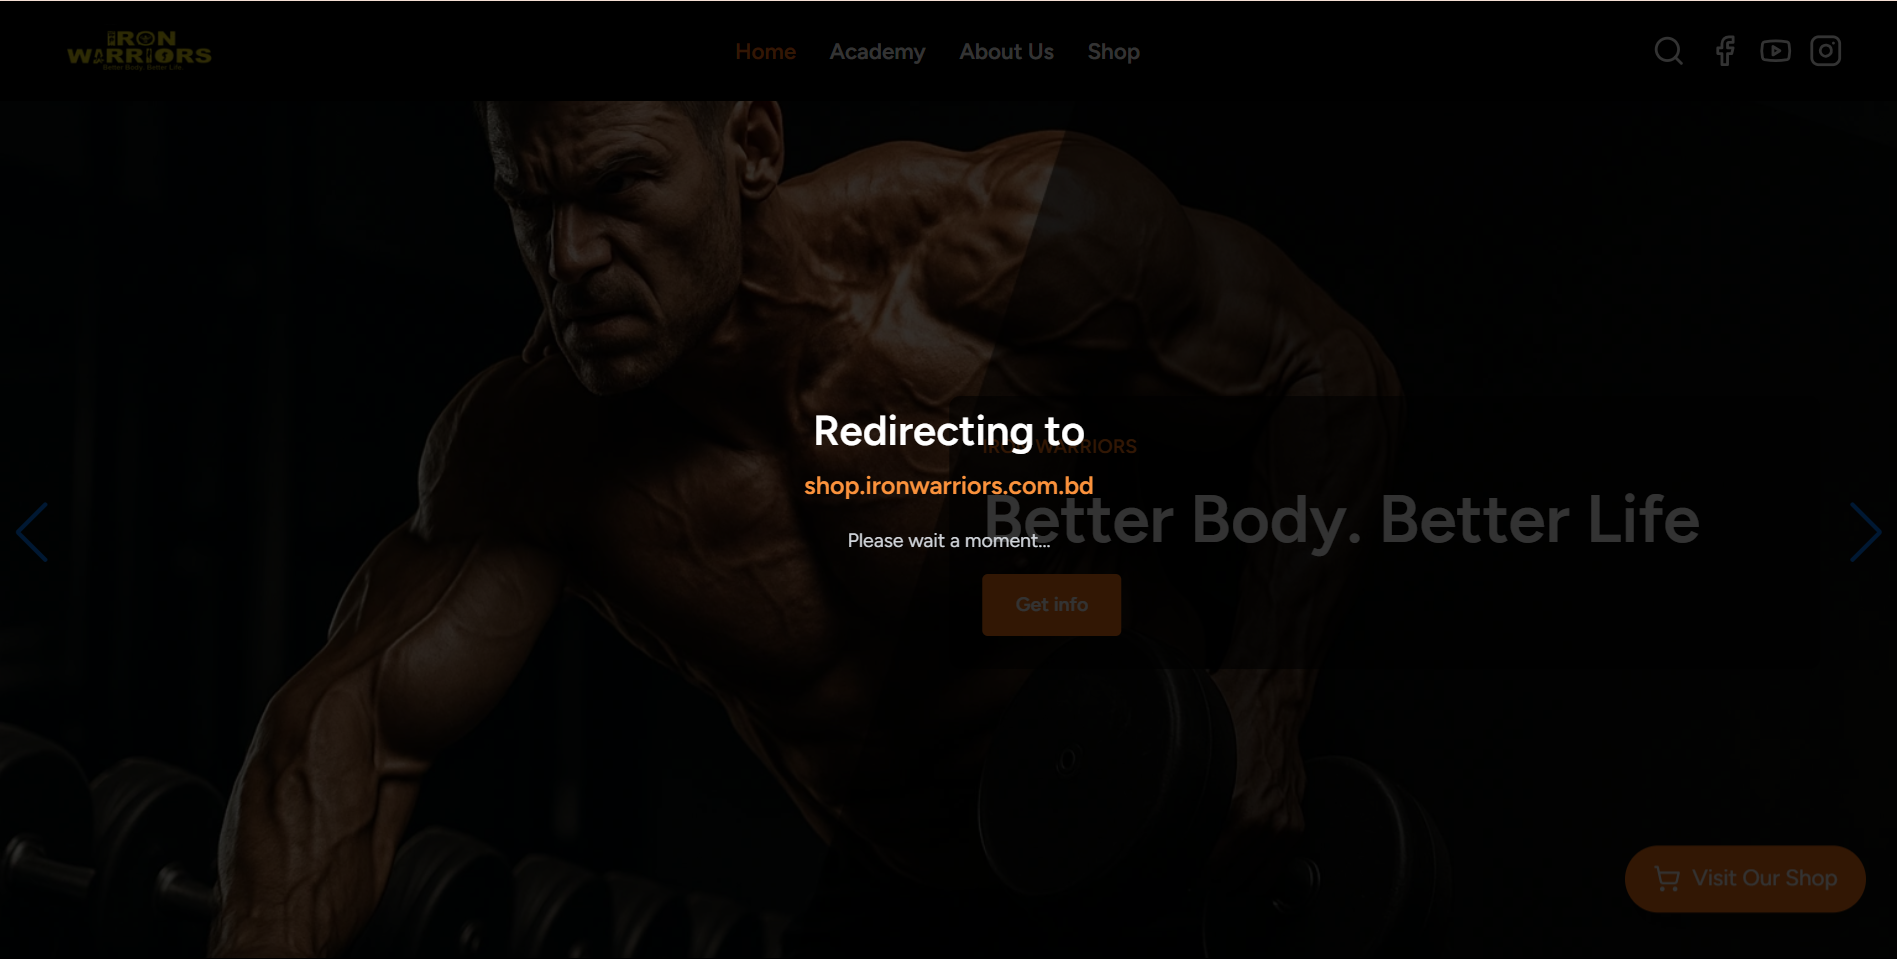 IRON
WARRIORS
Better Body. Better Life
Home
Academy
About Us
Shop
Redirecting to
IRON WARRIORS
shop.ironwarriors.com.bd
Better Body. Better Life
Please wait a moment...
Get info
Visit Our Shop